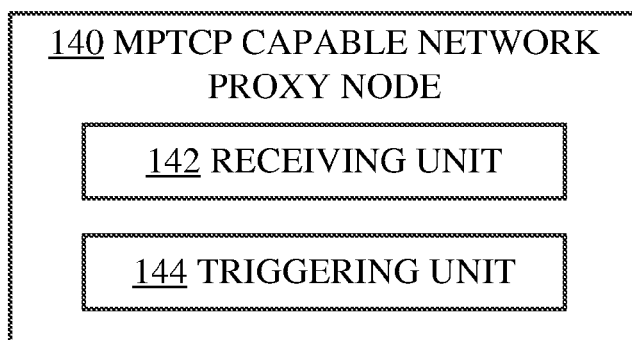 140 MPTCP CAPABLE NETWORK
PROXY NODE
142 RECEIVING UNIT
144 TRIGGERING UNIT